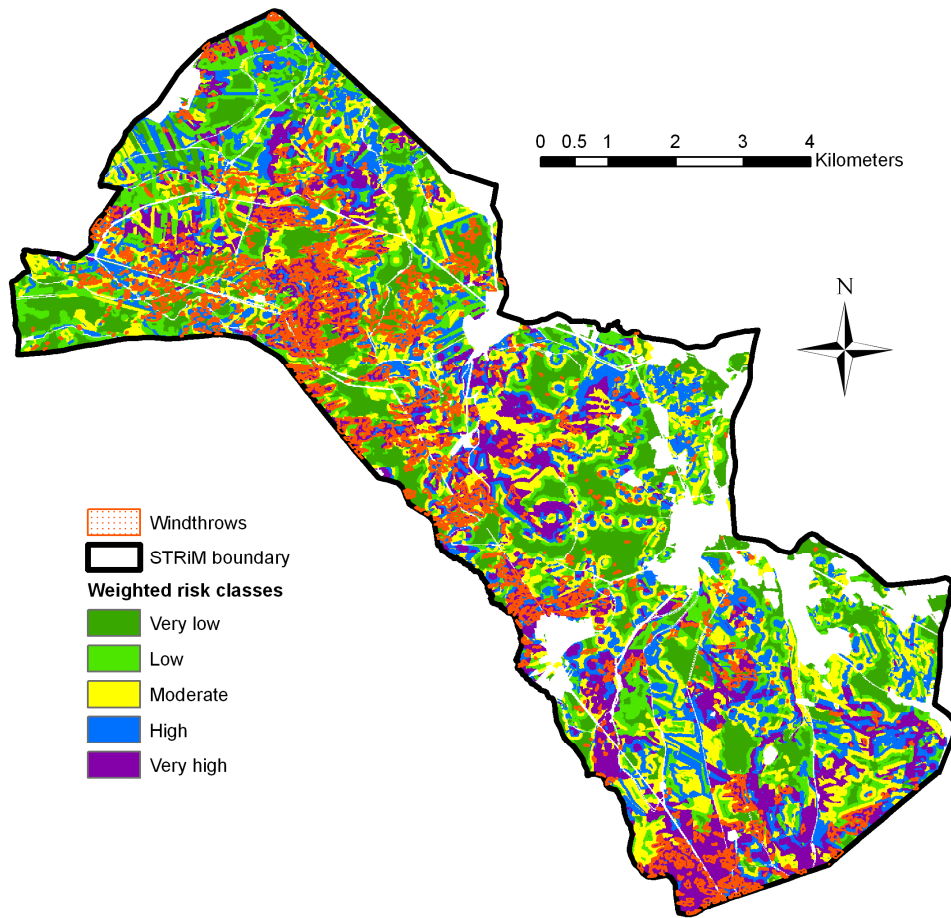 0 0.5 1 2 3 4
Kilometers
N
Windthrows
STRiM boundary
Weighted risk classes
Very low
Low
Moderate
High
Very high